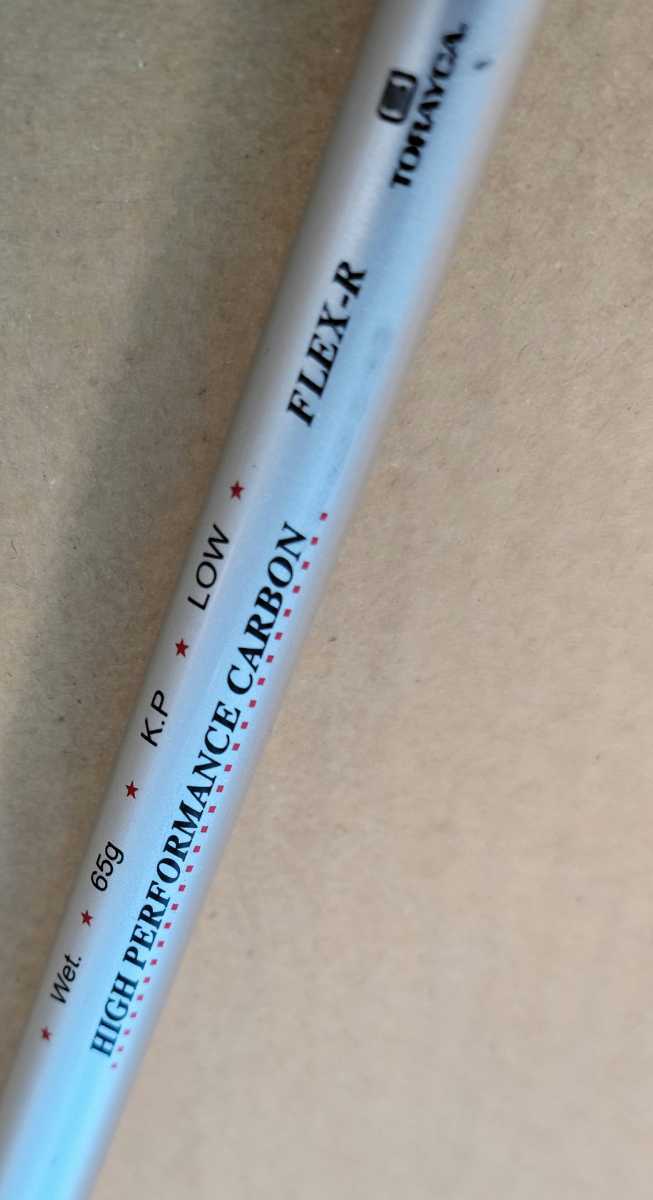 ★ Wet. ★ 65g ★ K.P ★ LOW ★
HIGH PERFORMANCE CARBON
FLEX-R
TORAYCA®